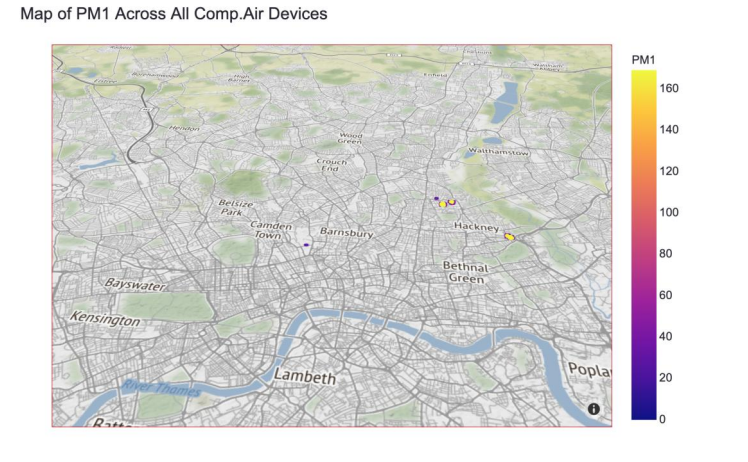 Map of PM1 Across All Comp.Air Devices
PM1
160
140
120
100
80
60
40
20
0
Enfield
High
Barnet
Hendon
Wood
Green
Walthamstow
Crouch
End
Belsize
Park
Camden
Town
Barnsbury
Hackney
Bethnal
Green
Bayswater
Kensington
Lambeth
Popla
River Thames
Batte
i